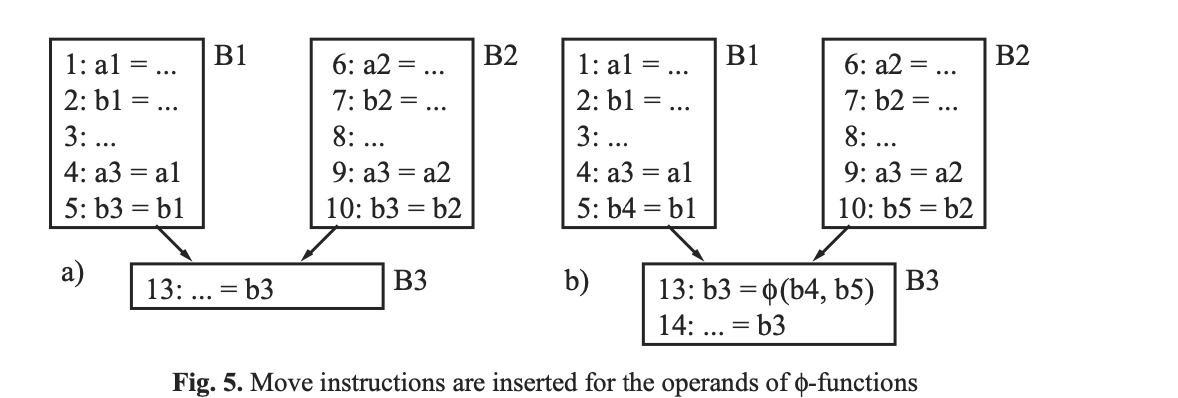 1: a1 = ...
2: b1 = ...
3: ...
4: a3 = a1
5: b3 = b1
B1
6: a2 = ...
7: b2 = ...
8: ...
9: a3 = a2
10: b3 = b2
B2
a)
13: ... = b3
B3
1: a1 = ...
2: b1 = ...
3: ...
4: a3 = a1
5: b4 = b1
B1
6: a2 = ...
7: b2 = ...
8: ...
9: a3 = a2
10: b5 = b2
B2
b)
13: b3 = ϕ(b4, b5)
14: ... = b3
B3
Fig. 5. Move instructions are inserted for the operands of ϕ-functions